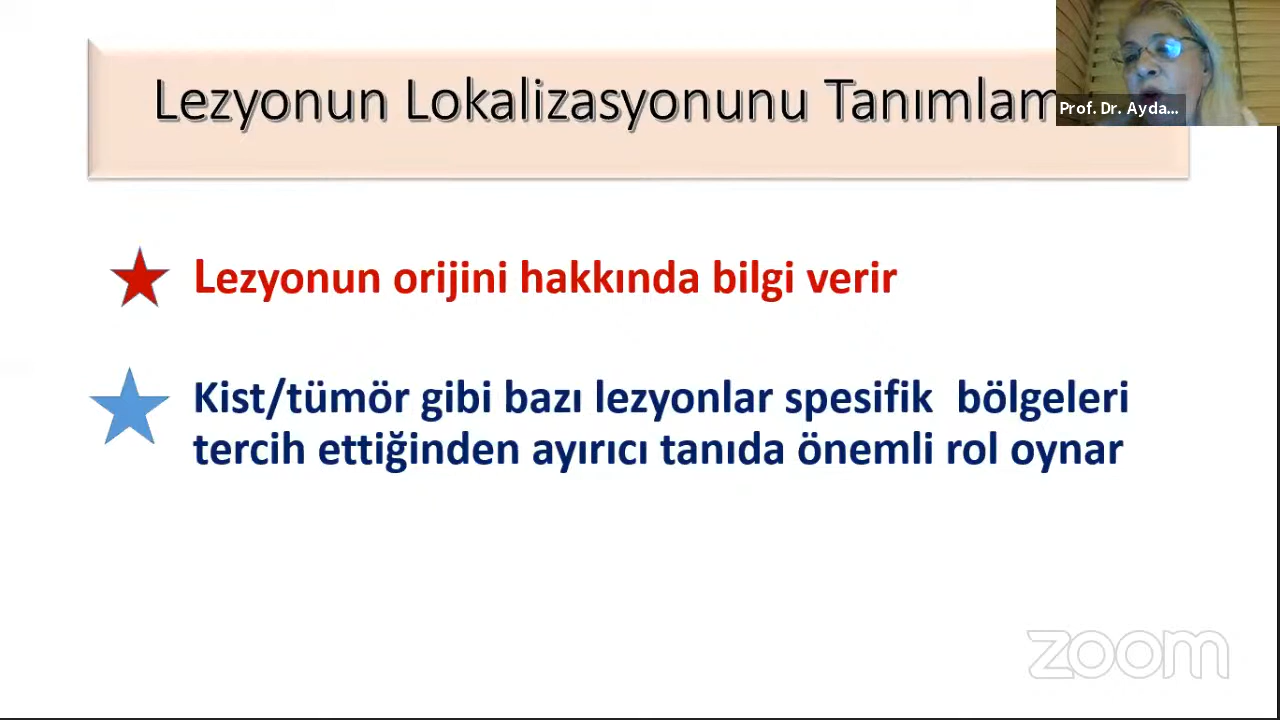 Lezyonun Lokalizasyonunu
Prof. Dr. Ayda...
Lezyonun orijini hakkında bilgi verir
Kist/tümör gibi bazı lezyonlar spesifik bölgeleri
tercih ettiğinden ayırıcı tanıda önemli rol oynar
zoom